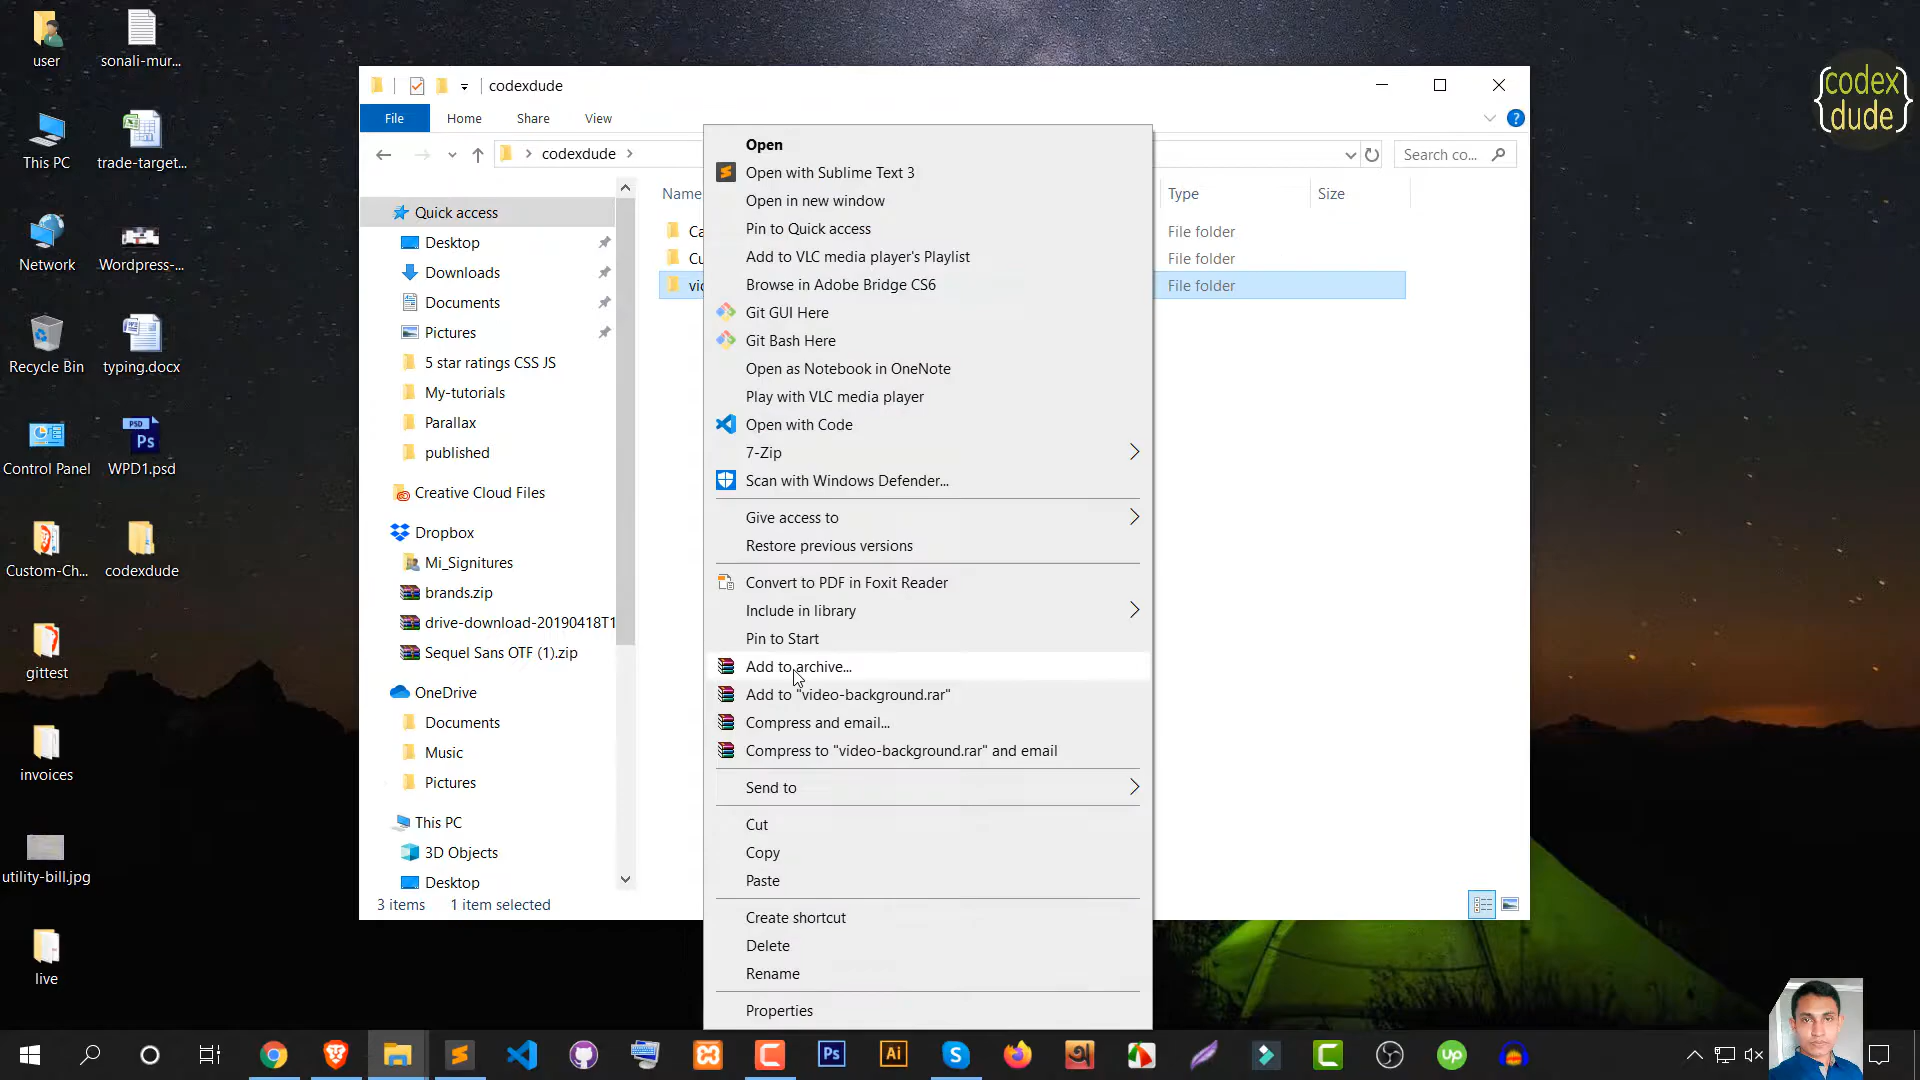 user
sonali-mur...
This PC
trade-target...
Network
Wordpress-...
Recycle Bin
typing.docx
Control Panel
PSD
Ps
WPD1.psd
Custom-Ch...
codexdude
gittest
invoices
utility-bill.jpg
live
codexdude
File
Home
Share
View
?
codexdude
Search co...
Name
Type
Size
Ca
File folder
Cu
File folder
vid
File folder
Quick access
Desktop
Downloads
Documents
Pictures
5 star ratings CSS JS
My-tutorials
Parallax
published
Creative Cloud Files
Dropbox
Mi_Signitures
brands.zip
drive-download-20190418T1
Sequel Sans OTF (1).zip
OneDrive
Documents
Music
Pictures
This PC
3D Objects
Desktop
3 items
1 item selected
Open
Open with Sublime Text 3
Open in new window
Pin to Quick access
Add to VLC media player's Playlist
Browse in Adobe Bridge CS6
Git GUI Here
Git Bash Here
Open as Notebook in OneNote
Play with VLC media player
Open with Code
7-Zip
Scan with Windows Defender...
Give access to
Restore previous versions
Convert to PDF in Foxit Reader
Include in library
Pin to Start
Add to archive...
Add to "video-background.rar"
Compress and email...
Compress to "video-background.rar" and email
Send to
Cut
Copy
Paste
Create shortcut
Delete
Rename
Properties
{codex
dude}
Ps
Ai
S
অ
C
up